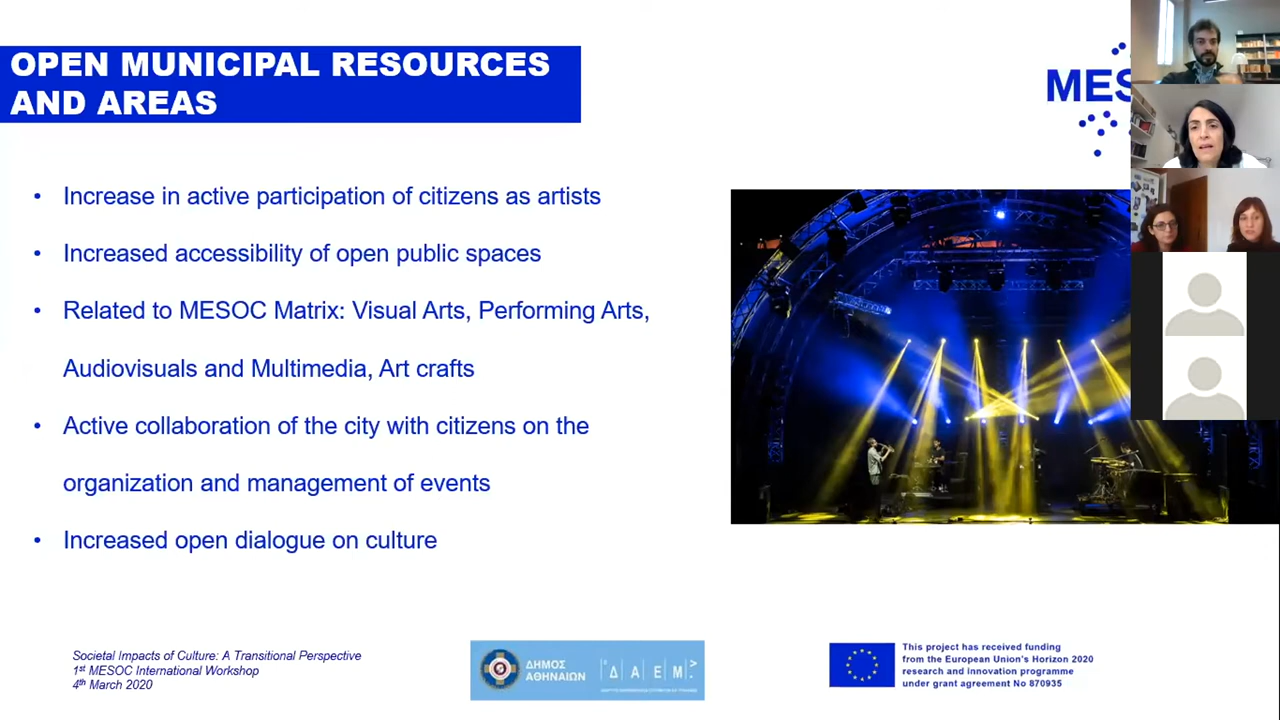 OPEN MUNICIPAL RESOURCES
AND AREAS
MES
• Increase in active participation of citizens as artists
• Increased accessibility of open public spaces
• Related to MESOC Matrix: Visual Arts, Performing Arts,
Audiovisuals and Multimedia, Art crafts
• Active collaboration of the city with citizens on the
organization and management of events
• Increased open dialogue on culture
Societal Impacts of Culture: A Transitional Perspective
1st MESOC International Workshop
4th March 2020
ΔΗΜΟΣ
ΑΘΗΝΑΙΩΝ
Δ Α Ε Μ
This project has received funding
from the European Union's Horizon 2020
research and innovation programme
under grant agreement No 870935